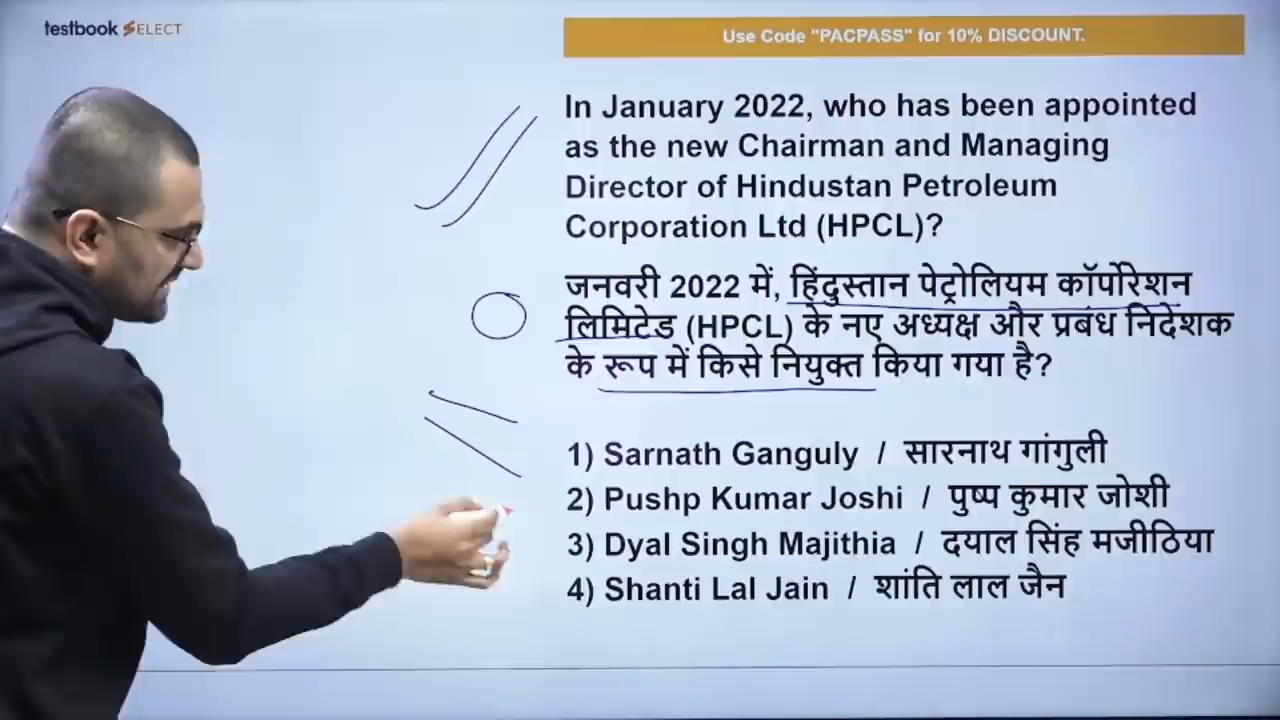 testbook SELECT
Use Code "PACPASS" for 10% DISCOUNT.
In January 2022, who has been appointed
as the new Chairman and Managing
Director of Hindustan Petroleum
Corporation Ltd (HPCL)?
जनवरी 2022 में, हिंदुस्तान पेट्रोलियम कॉर्पोरेशन
लिमिटेड (HPCL) के नए अध्यक्ष और प्रबंध निदेशक
के रूप में किसे नियुक्त किया गया है?
1) Sarnath Ganguly / सारनाथ गांगुली
2) Pushp Kumar Joshi / पुष्प कुमार जोशी
3) Dyal Singh Majithia / दयाल सिंह मजीठिया
4) Shanti Lal Jain / शांति लाल जैन